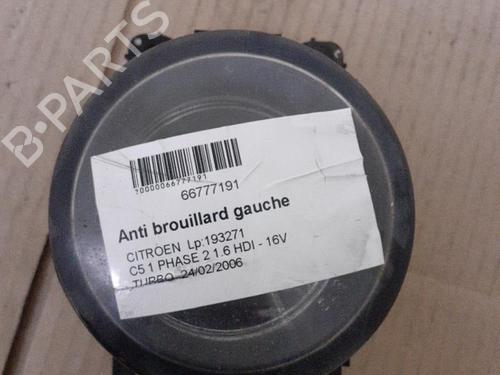 B-PARTS
?0000066777191
66777191
Anti brouillard gauche
CITROEN Lp:193271
C5 1 PHASE 2 1.6 HDI - 16V
TURBO 24/02/2006